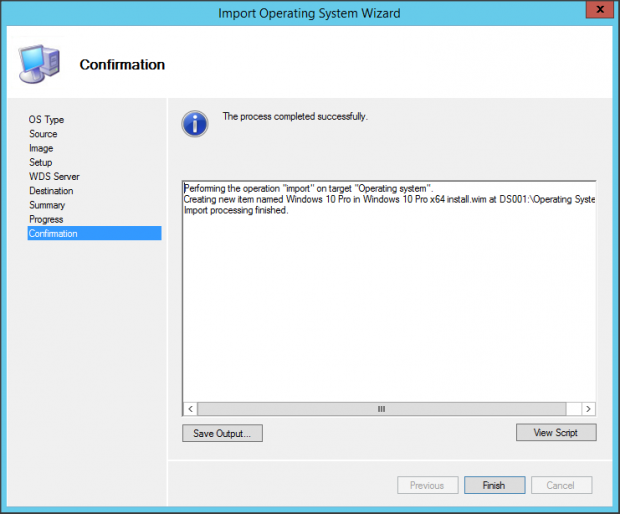 Import Operating System Wizard
x
Confirmation
OS Type
Source
Image
Setup
WDS Server
Destination
Summary
Progress
Confirmation
The process completed successfully.
Performing the operation "import" on target "Operating system".
Creating new item named Windows 10 Pro in Windows 10 Pro x64 install.wim at DS001:\Operating Syste
Import processing finished.
Save Output...
View Script
Previous
Finish
Cancel